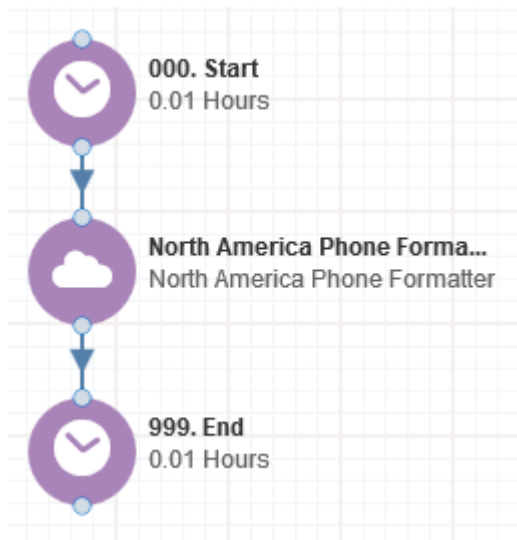 000. Start
0.01 Hours
North America Phone Forma...
North America Phone Formatter
999. End
0.01 Hours